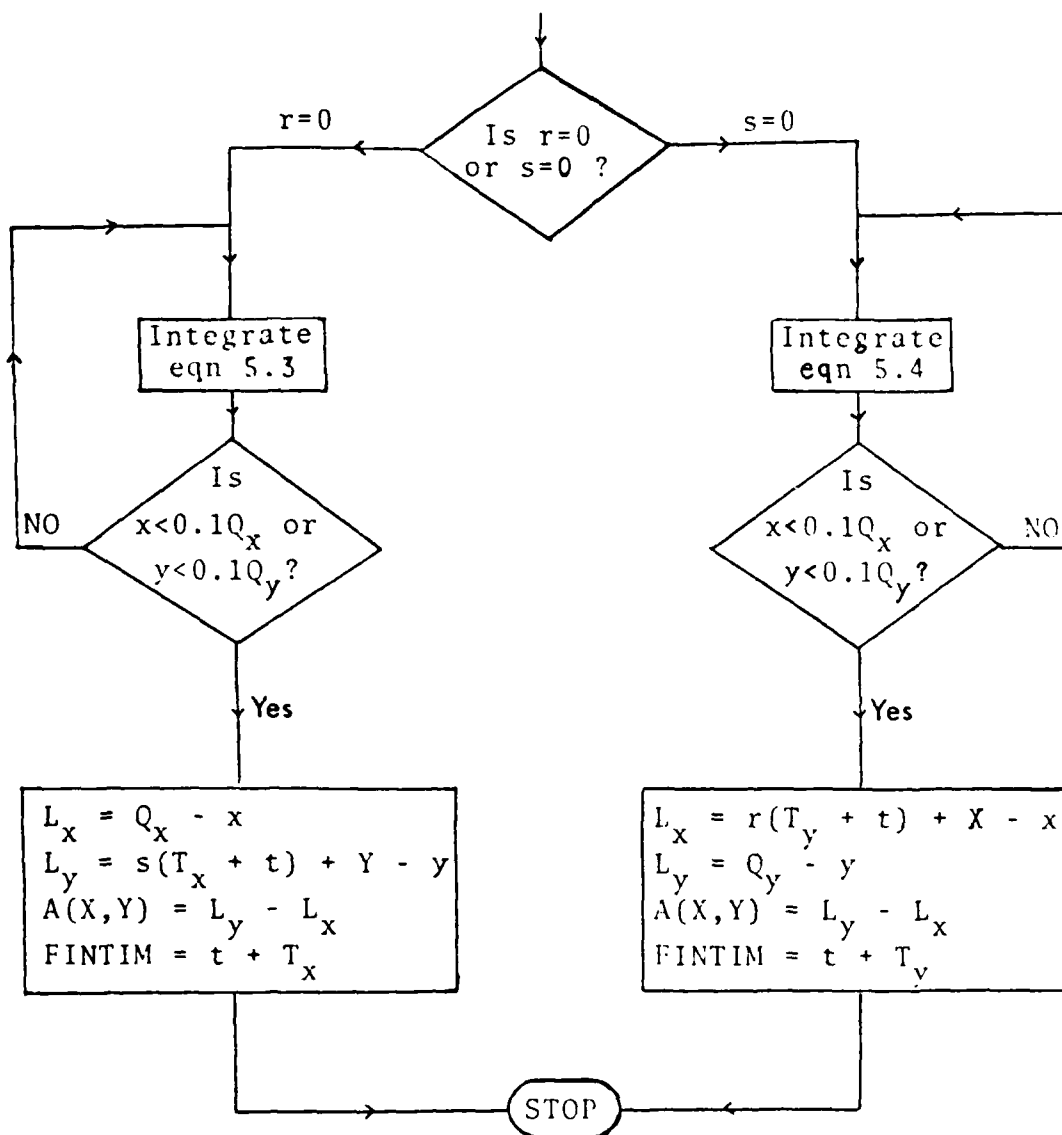 r=0
Is r=0
or s=0 ?
s=0
Integrate
eqn 5.3
Integrate
eqn 5.4
Is
x<0.1Q_x or
y<0.1Q_y?
NO
Is
x<0.1Q_x or
y<0.1Q_y?
NO
Yes
Yes
L_x = Q_x - x
L_y = s(T_x + t) + Y - y
A(X,Y) = L_y - L_x
FINTIM = t + T_x
L_x = r(T_y + t) + X - x
L_y = Q_y - y
A(X,Y) = L_y - L_x
FINTIM = t + T_y
STOP